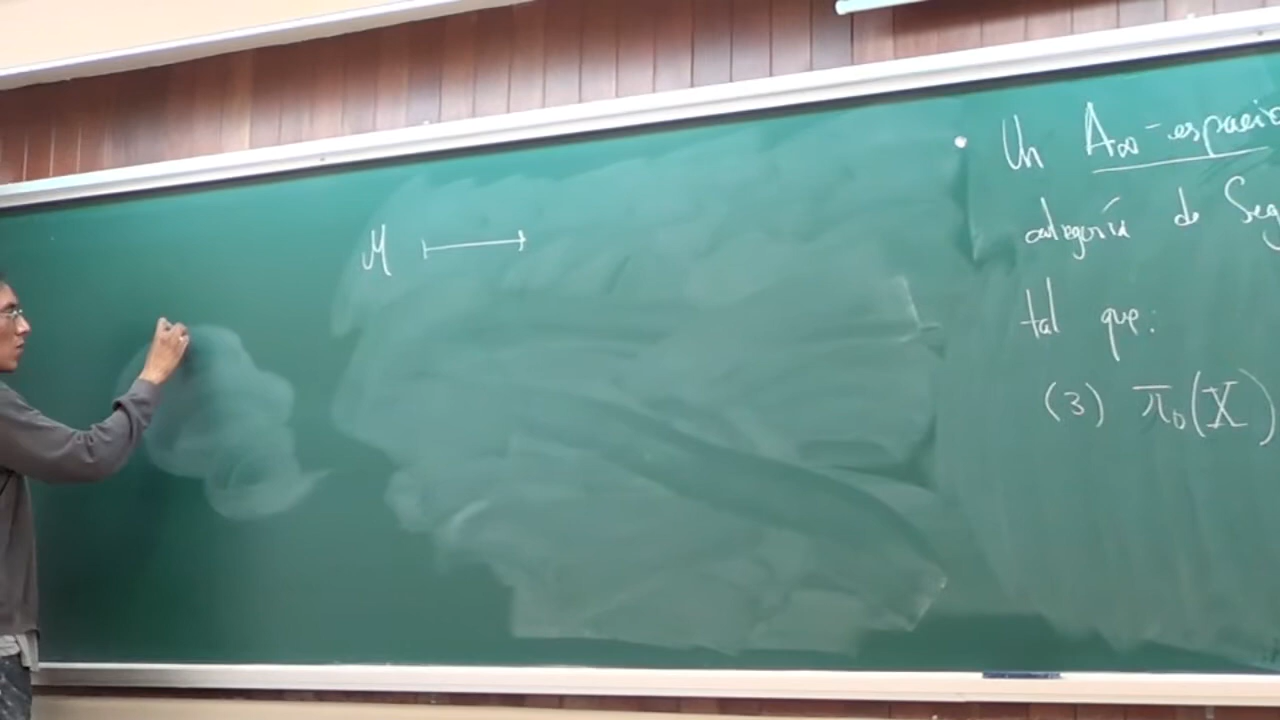 M ⟼
• Un A∞-espacio
categoría de Seg
tal que:
(3) π₀(X)